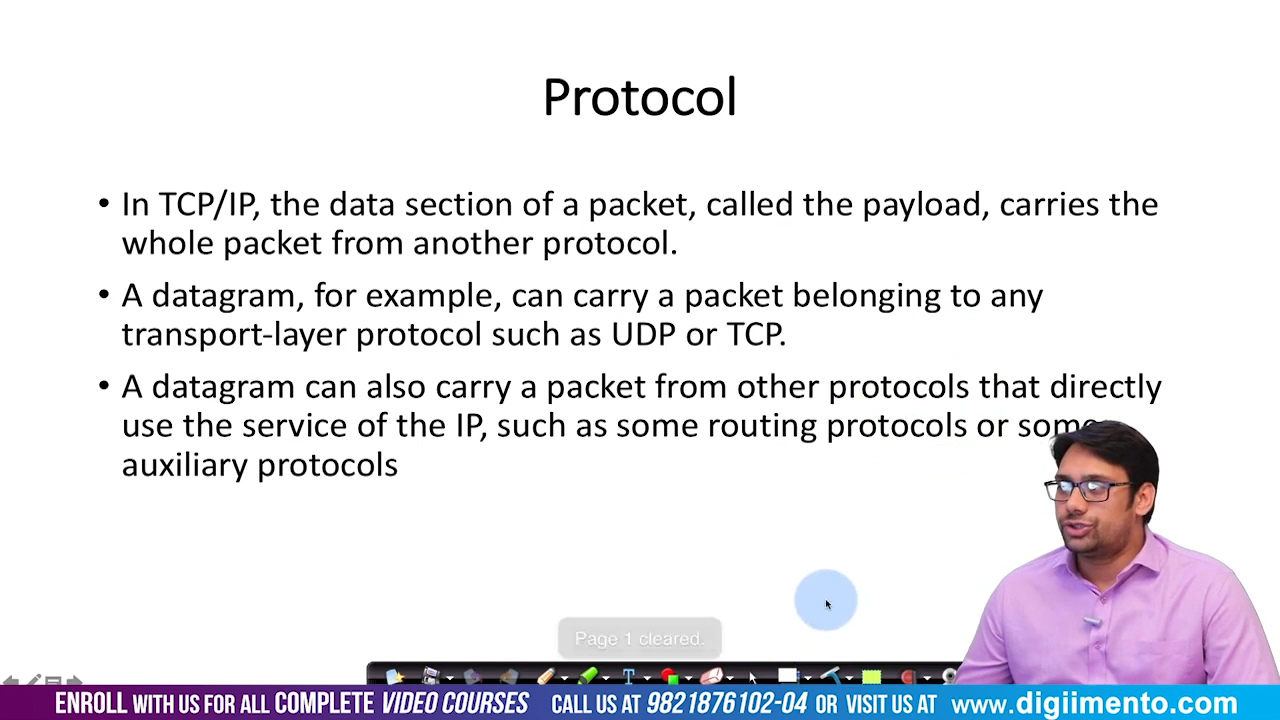 Protocol
• In TCP/IP, the data section of a packet, called the payload, carries the
whole packet from another protocol.
• A datagram, for example, can carry a packet belonging to any
transport-layer protocol such as UDP or TCP.
• A datagram can also carry a packet from other protocols that directly
use the service of the IP, such as some routing protocols or some
auxiliary protocols
Page 1 cleared.
ENROLL WITH US FOR ALL COMPLETE VIDEO COURSES CALL US AT 9821876102-04 OR VISIT US AT www.digiimento.com